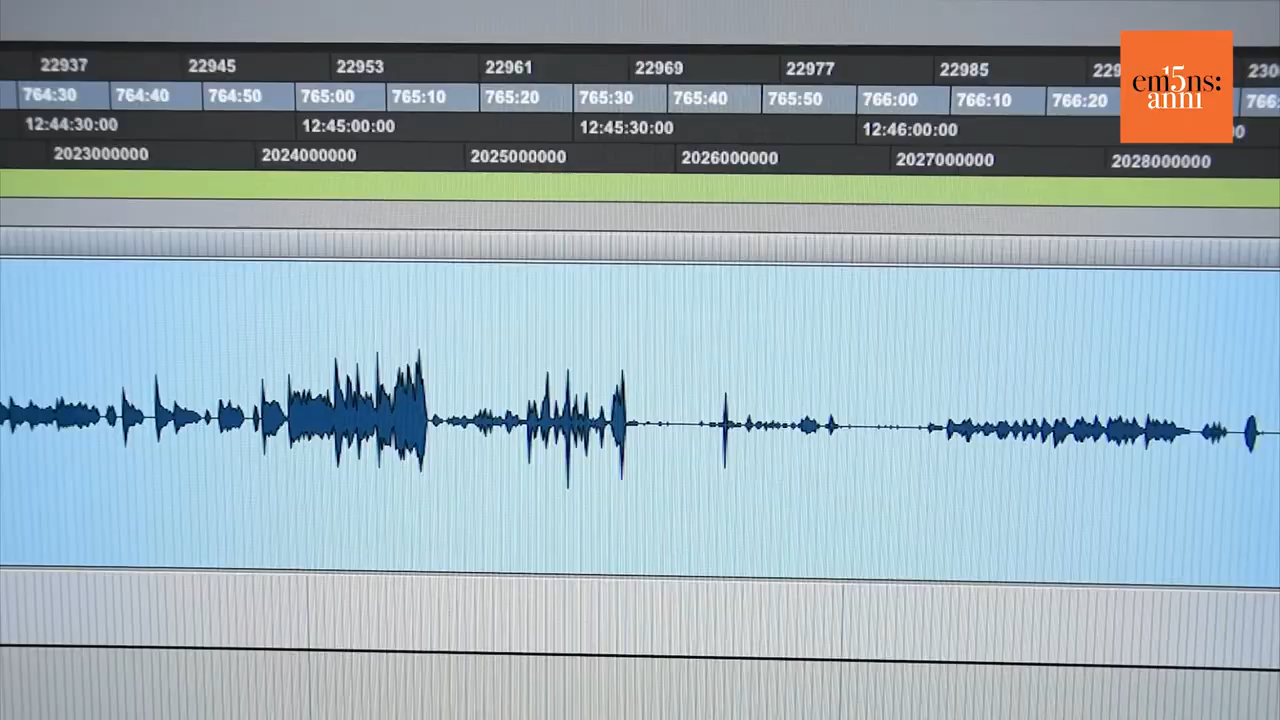 22937 22945 22953 22961 22969 22977 22985
764:30 764:40 764:50 765:00 765:10 765:20 765:30 765:40 765:50 766:00 766:10 766:20
12:44:30:00 12:45:00:00 12:45:30:00 12:46:00:00
2023000000 2024000000 2025000000 2026000000 2027000000 2028000000
em15ns:
anni